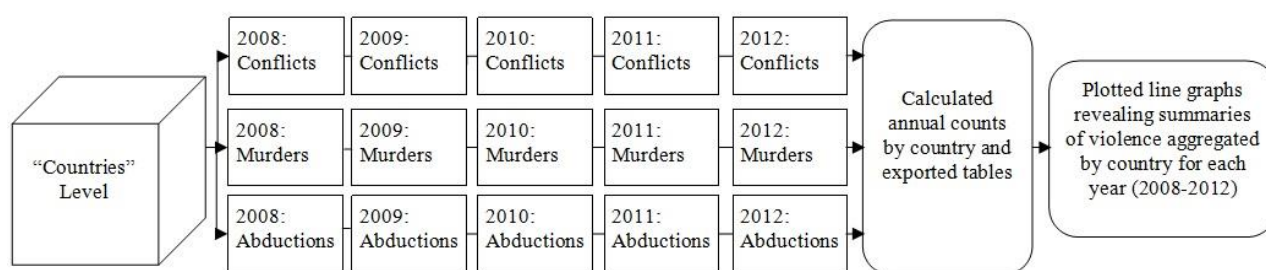 “Countries”
Level
2008:
Conflicts
2009:
Conflicts
2010:
Conflicts
2011:
Conflicts
2012:
Conflicts
2008:
Murders
2009:
Murders
2010:
Murders
2011:
Murders
2012:
Murders
2008:
Abductions
2009:
Abductions
2010:
Abductions
2011:
Abductions
2012:
Abductions
Calculated
annual counts
by country and
exported tables
Plotted line graphs
revealing summaries
of violence aggregated
by country for each
year (2008-2012)